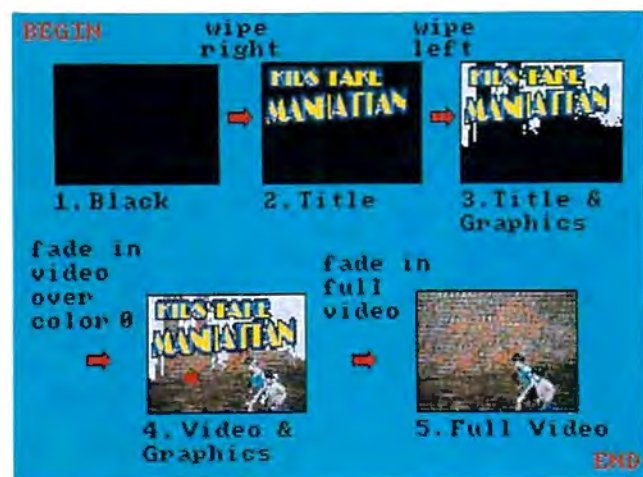 BEGIN
wipe
right
wipe
left
KIDS TAKE
MANHATTAN
KIDS TAKE
MANHATTAN
1.Black
2.Title
3.Title &
Graphics
fade in
video
over
color 0
fade in
full
video
KIDS TAKE
MANHATTAN
4.Video &
Graphics
5.Full Video
END